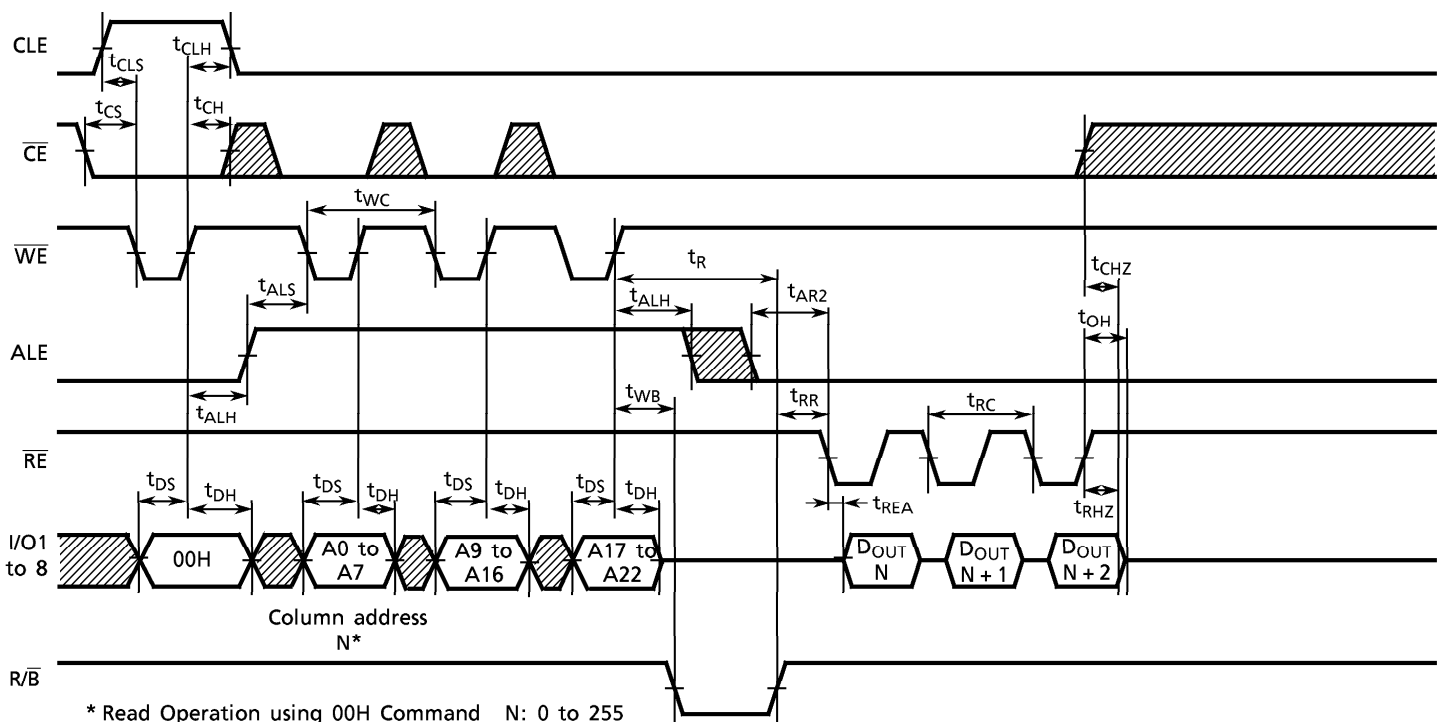 CLE
tCLS
tCLH
tCS
tCH
CE
tWC
WE
tR
tCHZ
tALS
tALH
tAR2
tOH
ALE
tALH
tWB
tRR
tRC
RE
tDS
tDH
tDS
tDH
tDS
tDH
tDS
tDH
tREA
tRHZ
I/O1
to 8
00H
A0 to
A7
A9 to
A16
A17 to
A22
DOUT
N
DOUT
N + 1
DOUT
N + 2
Column address
N*
R/B
* Read Operation using 00H Command N: 0 to 255